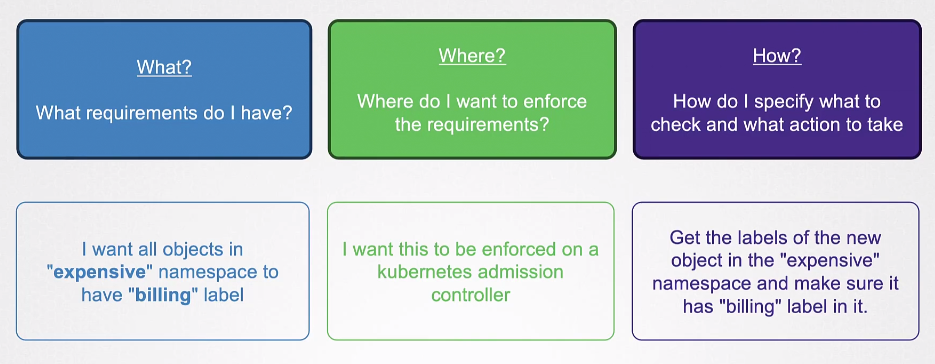 What?
What requirements do I have?
Where?
Where do I want to enforce
the requirements?
How?
How do I specify what to
check and what action to take
I want all objects in
"expensive" namespace to
have "billing" label
I want this to be enforced on a
kubernetes admission
controller
Get the labels of the new
object in the "expensive"
namespace and make sure it
has "billing" label in it.